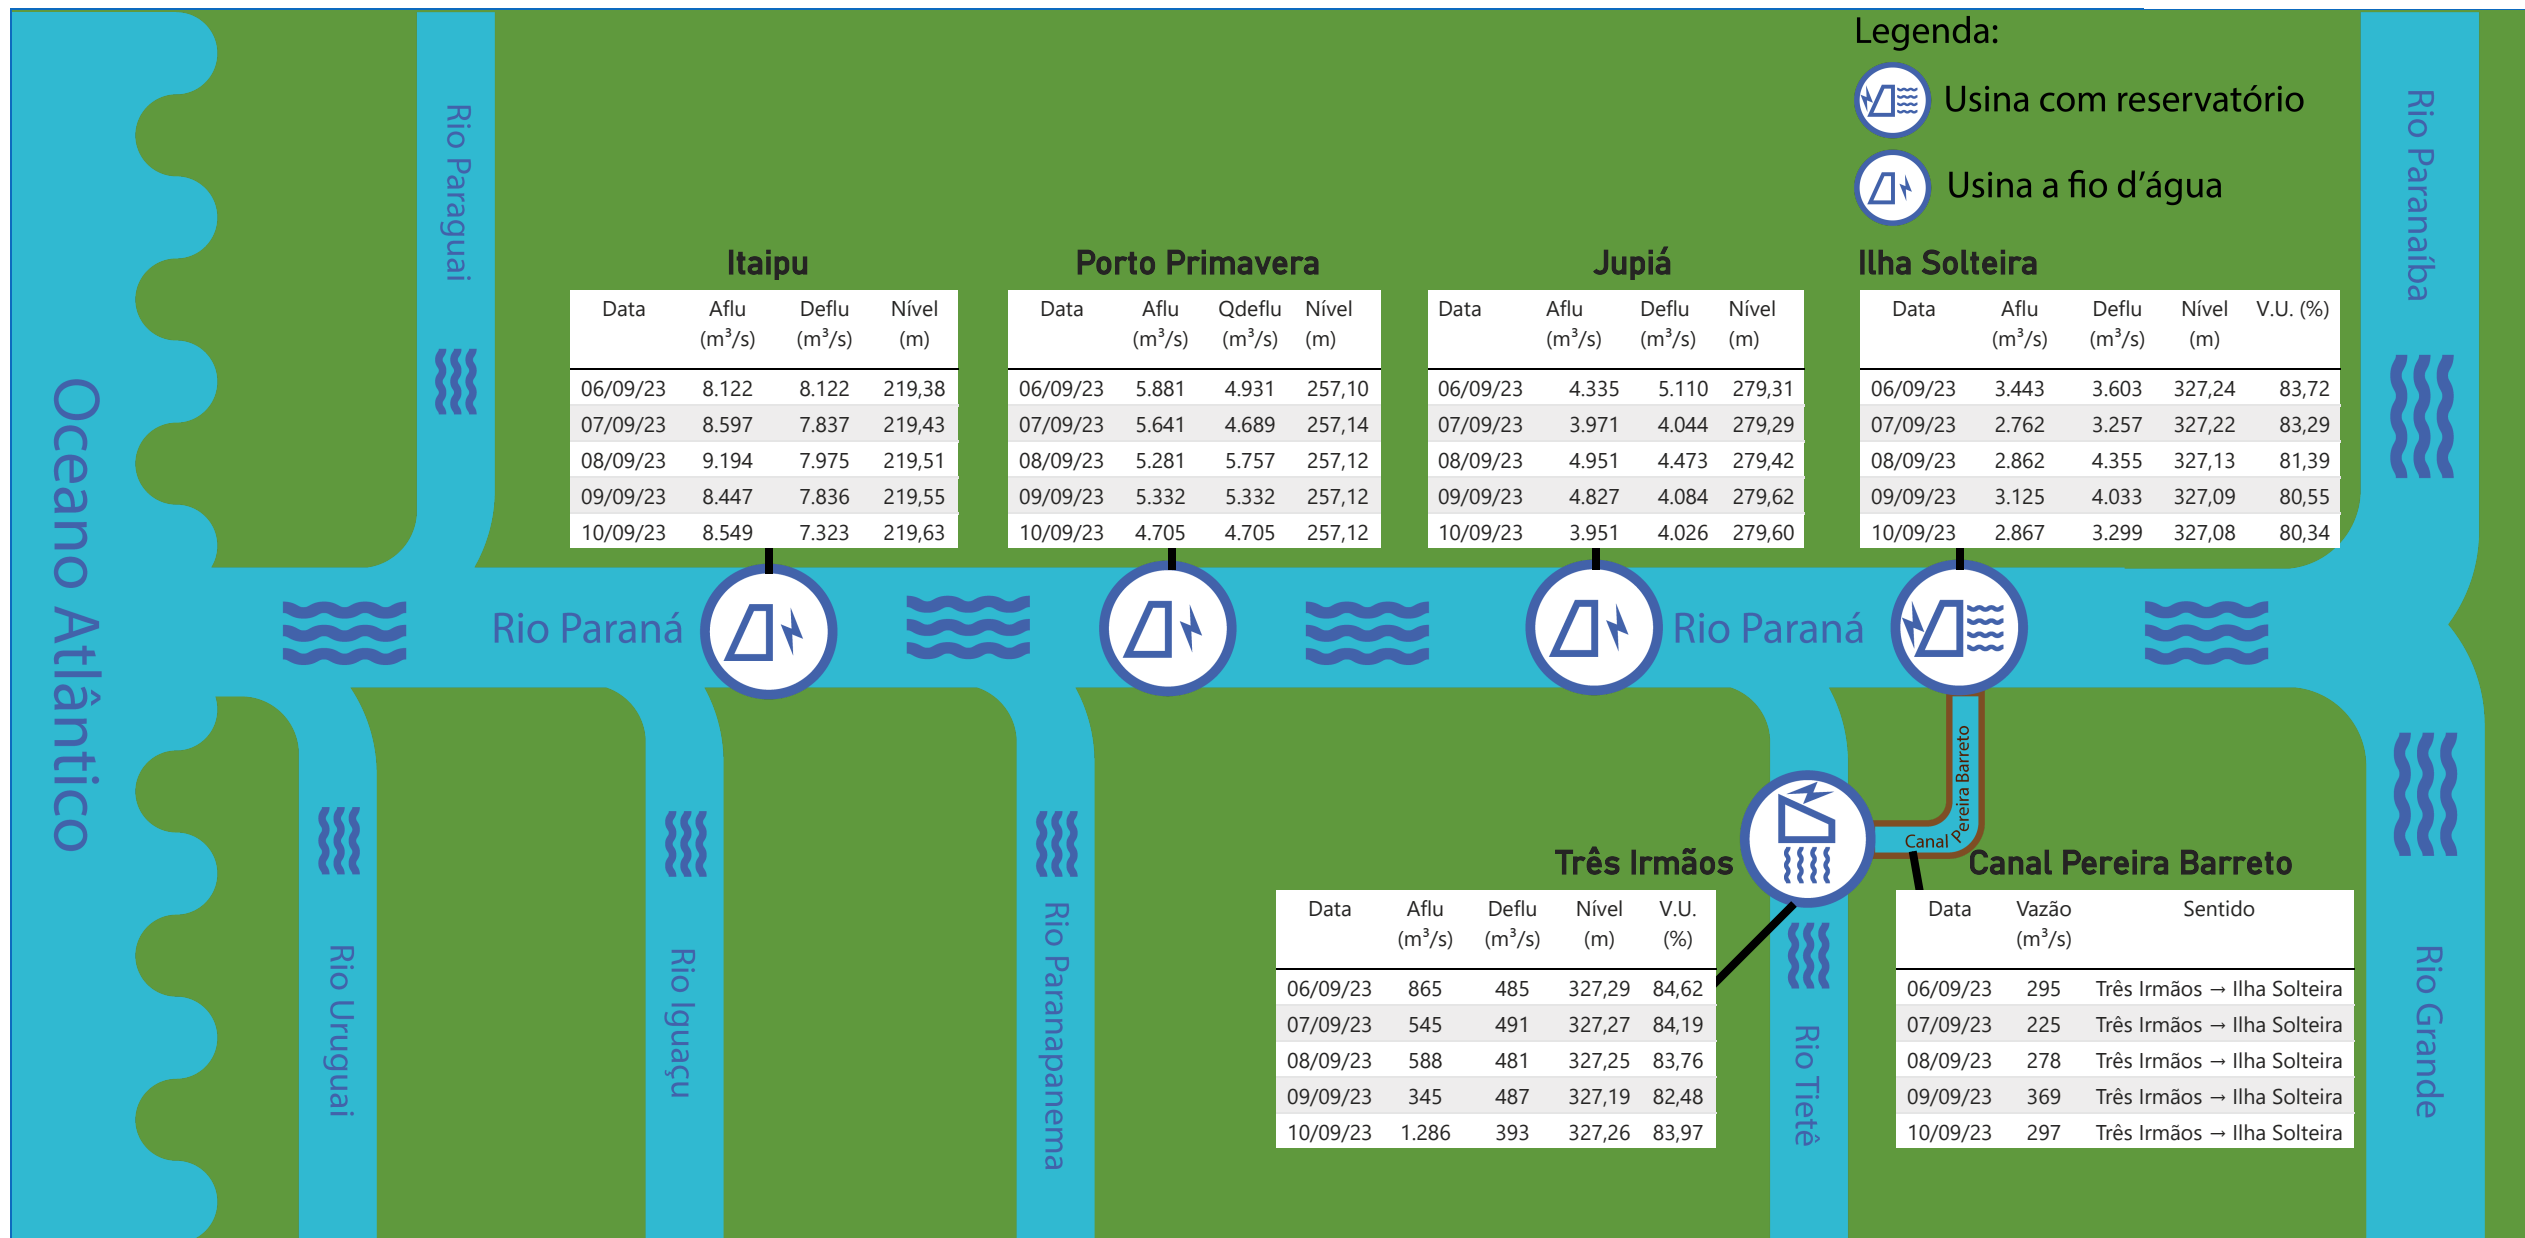 Legenda:
Usina com reservatório
Usina a fio d'água
Oceano Atlântico
Rio Paraguai
Rio Paranaíba
Itaipu
Data Aflu (m³/s) Deflu (m³/s) Nível (m)
06/09/23 8.122 8.122 219,38
07/09/23 8.597 7.837 219,43
08/09/23 9.194 7.975 219,51
09/09/23 8.447 7.836 219,55
10/09/23 8.549 7.323 219,63
Porto Primavera
Data Aflu (m³/s) Qdeflu (m³/s) Nível (m)
06/09/23 5.881 4.931 257,10
07/09/23 5.641 4.689 257,14
08/09/23 5.281 5.757 257,12
09/09/23 5.332 5.332 257,12
10/09/23 4.705 4.705 257,12
Jupiá
Data Aflu (m³/s) Deflu (m³/s) Nível (m)
06/09/23 4.335 5.110 279,31
07/09/23 3.971 4.044 279,29
08/09/23 4.951 4.473 279,42
09/09/23 4.827 4.084 279,62
10/09/23 3.951 4.026 279,60
Ilha Solteira
Data Aflu (m³/s) Deflu (m³/s) Nível (m) V.U. (%)
06/09/23 3.443 3.603 327,24 83,72
07/09/23 2.762 3.257 327,22 83,29
08/09/23 2.862 4.355 327,13 81,39
09/09/23 3.125 4.033 327,09 80,55
10/09/23 2.867 3.299 327,08 80,34
Rio Paraná
Rio Paraná
Canal Pereira Barreto
Três Irmãos
Data Aflu (m³/s) Deflu (m³/s) Nível (m) V.U. (%)
06/09/23 865 485 327,29 84,62
07/09/23 545 491 327,27 84,19
08/09/23 588 481 327,25 83,76
09/09/23 345 487 327,19 82,48
10/09/23 1.286 393 327,26 83,97
Canal Pereira Barreto
Data Vazão (m³/s) Sentido
06/09/23 295 Três Irmãos → Ilha Solteira
07/09/23 225 Três Irmãos → Ilha Solteira
08/09/23 278 Três Irmãos → Ilha Solteira
09/09/23 369 Três Irmãos → Ilha Solteira
10/09/23 297 Três Irmãos → Ilha Solteira
Rio Uruguai
Rio Iguaçu
Rio Paranapanema
Rio Tietê
Rio Grande